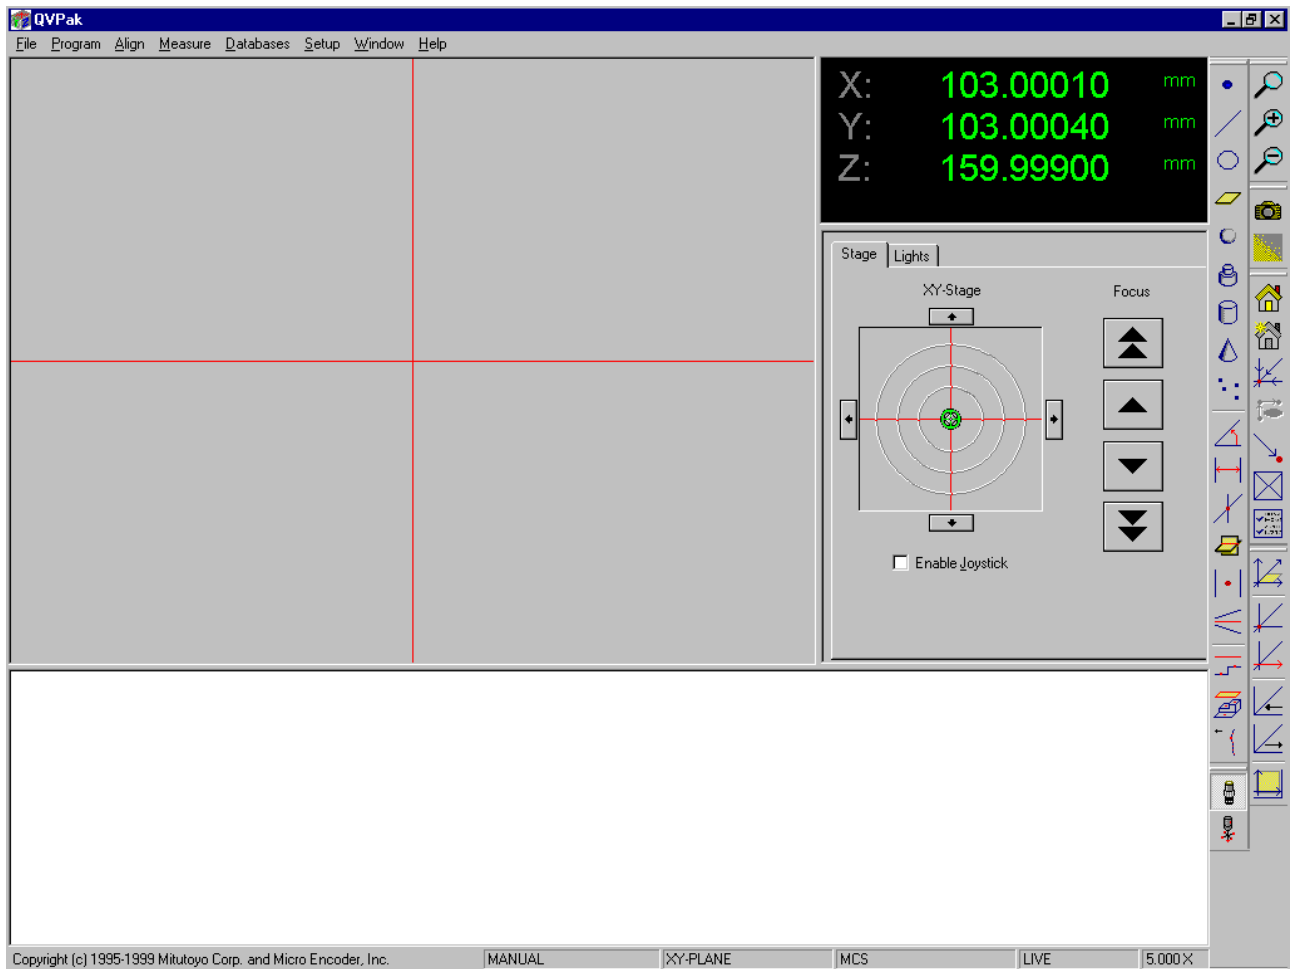 QVPak
File Program Align Measure Databases Setup Window Help
X: 103.00010 mm
Y: 103.00040 mm
Z: 159.99900 mm
Stage Lights
XY-Stage Focus
Enable Joystick
Copyright (c) 1995-1999 Mitutoyo Corp. and Micro Encoder, Inc. MANUAL XY-PLANE MCS LIVE 5.000 X